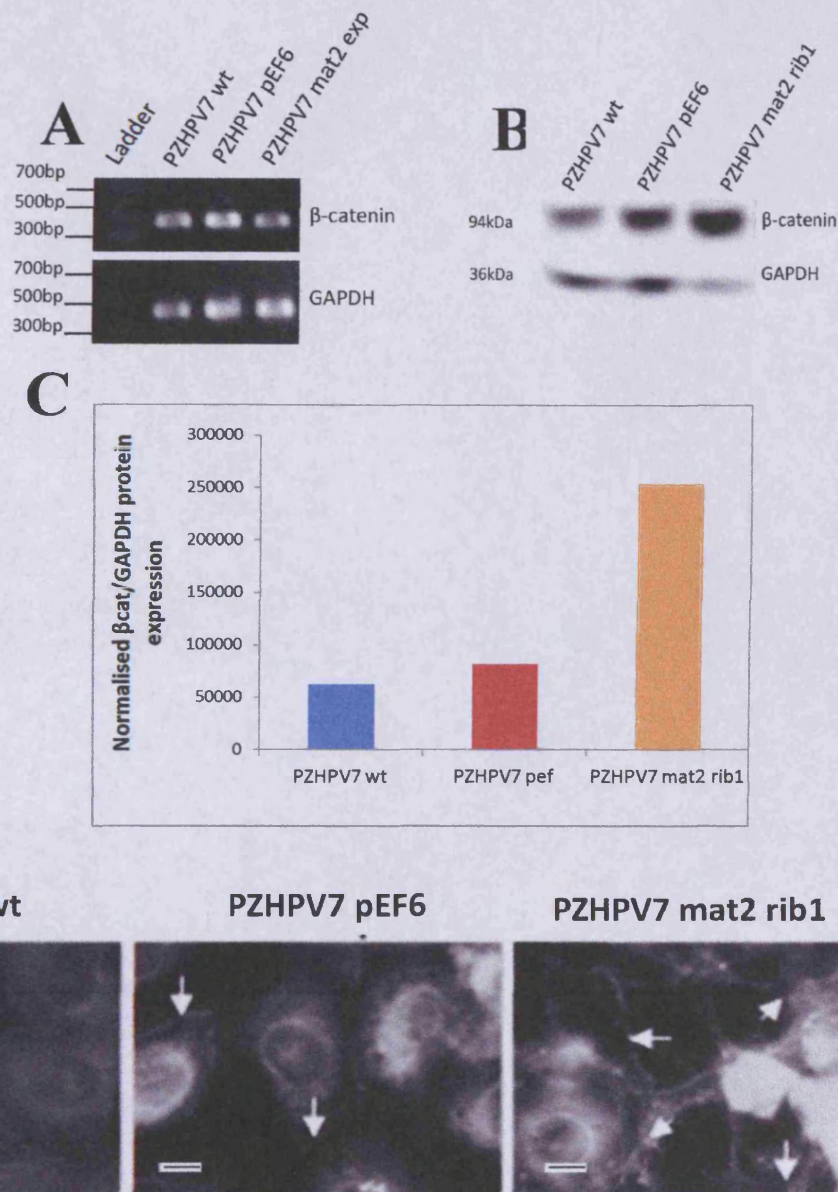 A
Ladder
PZHPV7 wt
PZHPV7 pEF6
PZHPV7 mat2 exp
700bp
500bp
300bp
β-catenin
700bp
500bp
300bp
GAPDH
B
PZHPV7 wt
PZHPV7 pEF6
PZHPV7 mat2 rib1
94kDa
β-catenin
36kDa
GAPDH
C
Normalised βcat/GAPDH protein
expression
300000
250000
200000
150000
100000
50000
0
PZHPV7 wt
PZHPV7 pef
PZHPV7 mat2 rib1
wt
PZHPV7 pEF6
PZHPV7 mat2 rib1